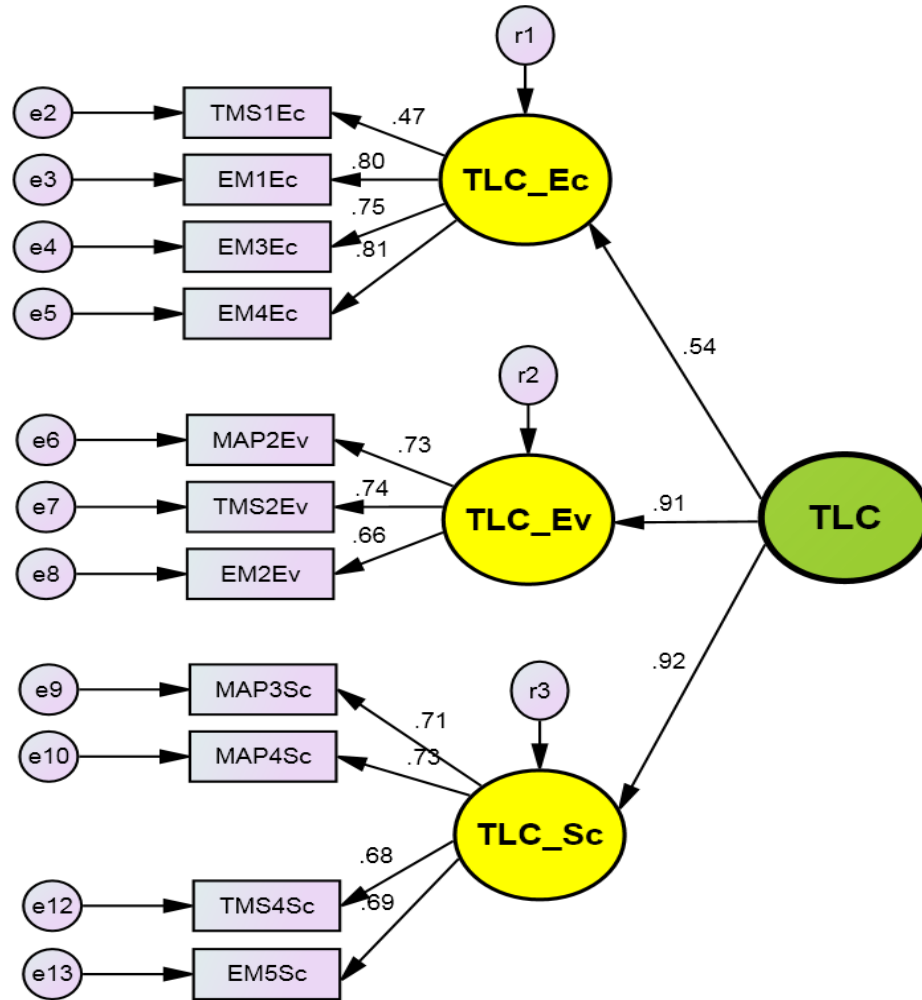 r1
e2
TMS1Ec
.47
e3
EM1Ec
.80
TLC_Ec
e4
EM3Ec
.75
e5
EM4Ec
.81
.54
r2
e6
MAP2Ev
.73
e7
TMS2Ev
.74
TLC_Ev
.91
TLC
e8
EM2Ev
.66
.92
e9
MAP3Sc
r3
.71
e10
MAP4Sc
.73
TLC_Sc
.68
e12
TMS4Sc
.69
e13
EM5Sc